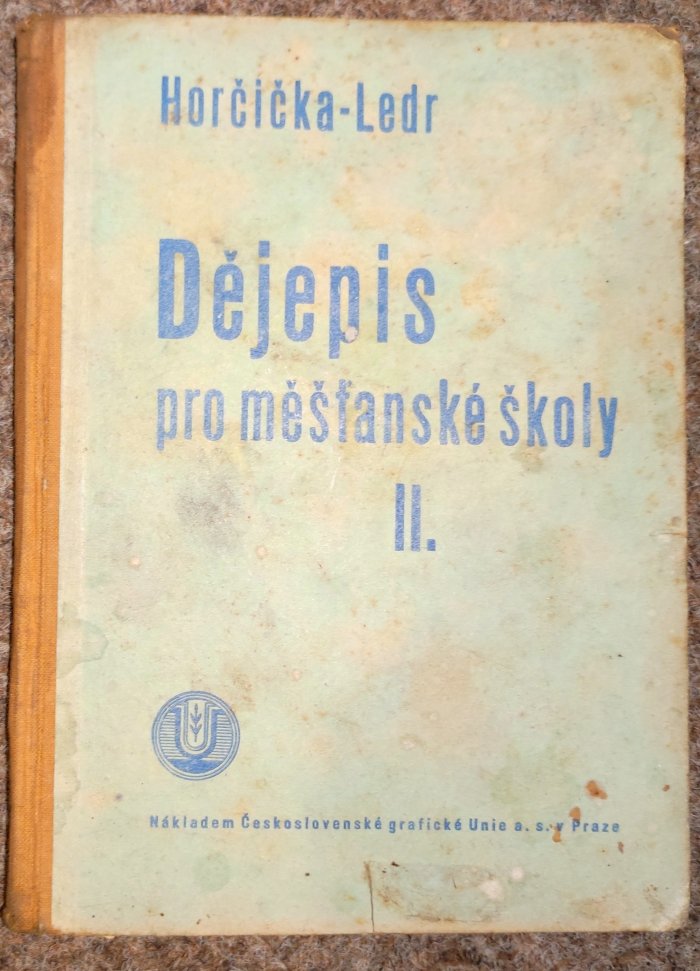 Horčička-Ledr
Dějepis
pro měšťanské školy
II.
Nákladem Československé grafické Unie a. s. v Praze